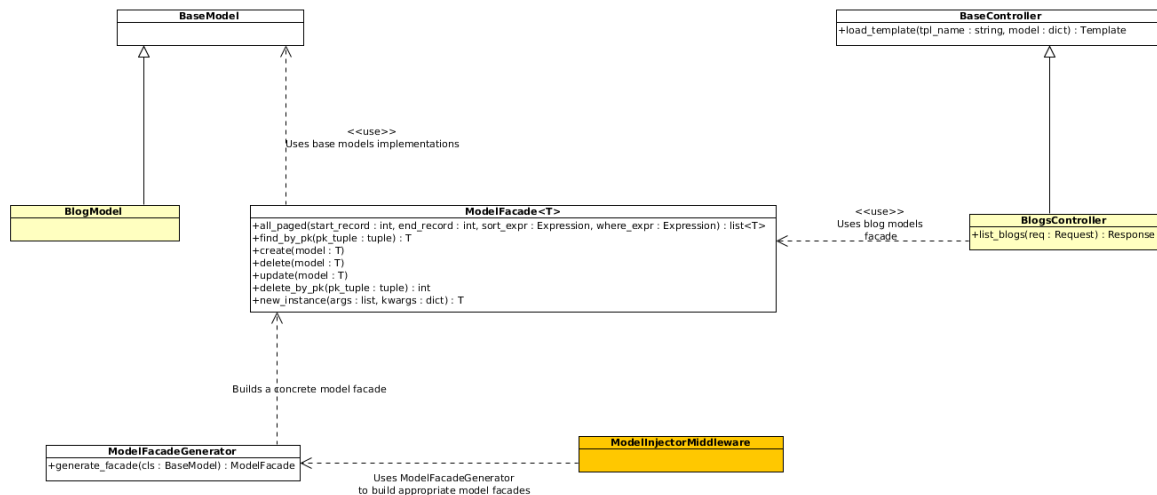 BaseModel
BaseController
+load_template(tpl_name : string, model : dict) : Template
<<use>>
Uses base models implementations
BlogModel
ModelFacade<T>
+all_paged(start_record : int, end_record : int, sort_expr : Expression, where_expr : Expression) : list<T>
+find_by_pk(pk_tuple : tuple) : T
+create(model : T)
+delete(model : T)
+update(model : T)
+delete_by_pk(pk_tuple : tuple) : int
+new_instance(args : list, kwargs : dict) : T
<<use>>
Uses blog models
facade
BlogsController
+list_blogs(req : Request) : Response
Builds a concrete model facade
ModelFacadeGenerator
+generate_facade(cls : BaseModel) : ModelFacade
ModelInjectorMiddleware
Uses ModelFacadeGenerator
to build appropriate model facades